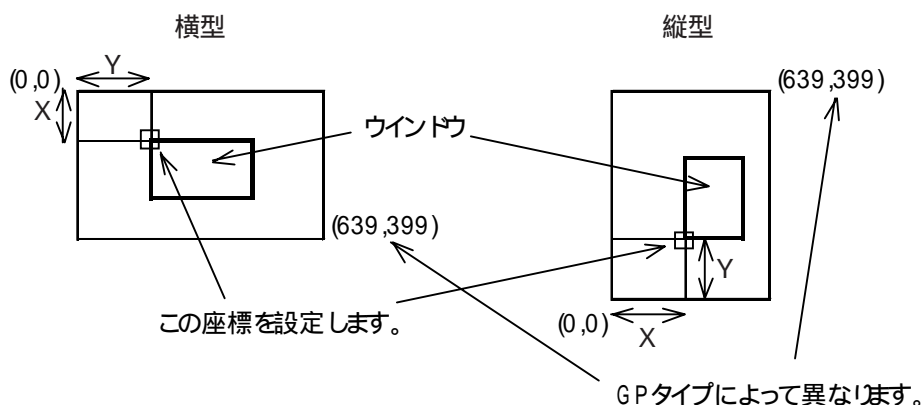 横型
縦型
Y
(0,0)
X
(639,399)
ウインドウ
(639,399)
Y
この座標を設定します。
(0,0)
X
GPタイプによって異なります。